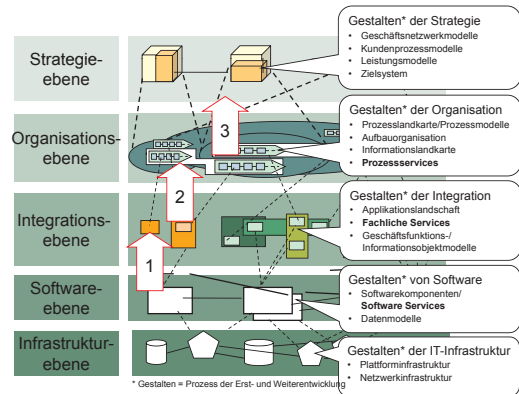 Strategie-
ebene
Gestalten* der Strategie
• Geschäftsnetzwerkmodelle
• Kundenprozessmodelle
• Leistungsmodelle
• Zielsystem
3
Organisations-
ebene
Gestalten* der Organisation
• Prozesslandkarte/Prozessmodelle
• Aufbauorganisation
• Informationslandkarte
• Prozessservices
2
Integrations-
ebene
Gestalten* der Integration
• Applikationslandschaft
• Fachliche Services
• Geschäftsfunktions-/
Informationsobjektmodelle
1
Software-
ebene
Gestalten* von Software
• Softwarekomponenten/
Software Services
• Datenmodelle
Infrastruktur-
ebene
Gestalten* der IT-Infrastruktur
• Plattforminfrastruktur
• Netzwerkinfrastruktur
* Gestalten = Prozess der Erst- und Weiterentwicklung